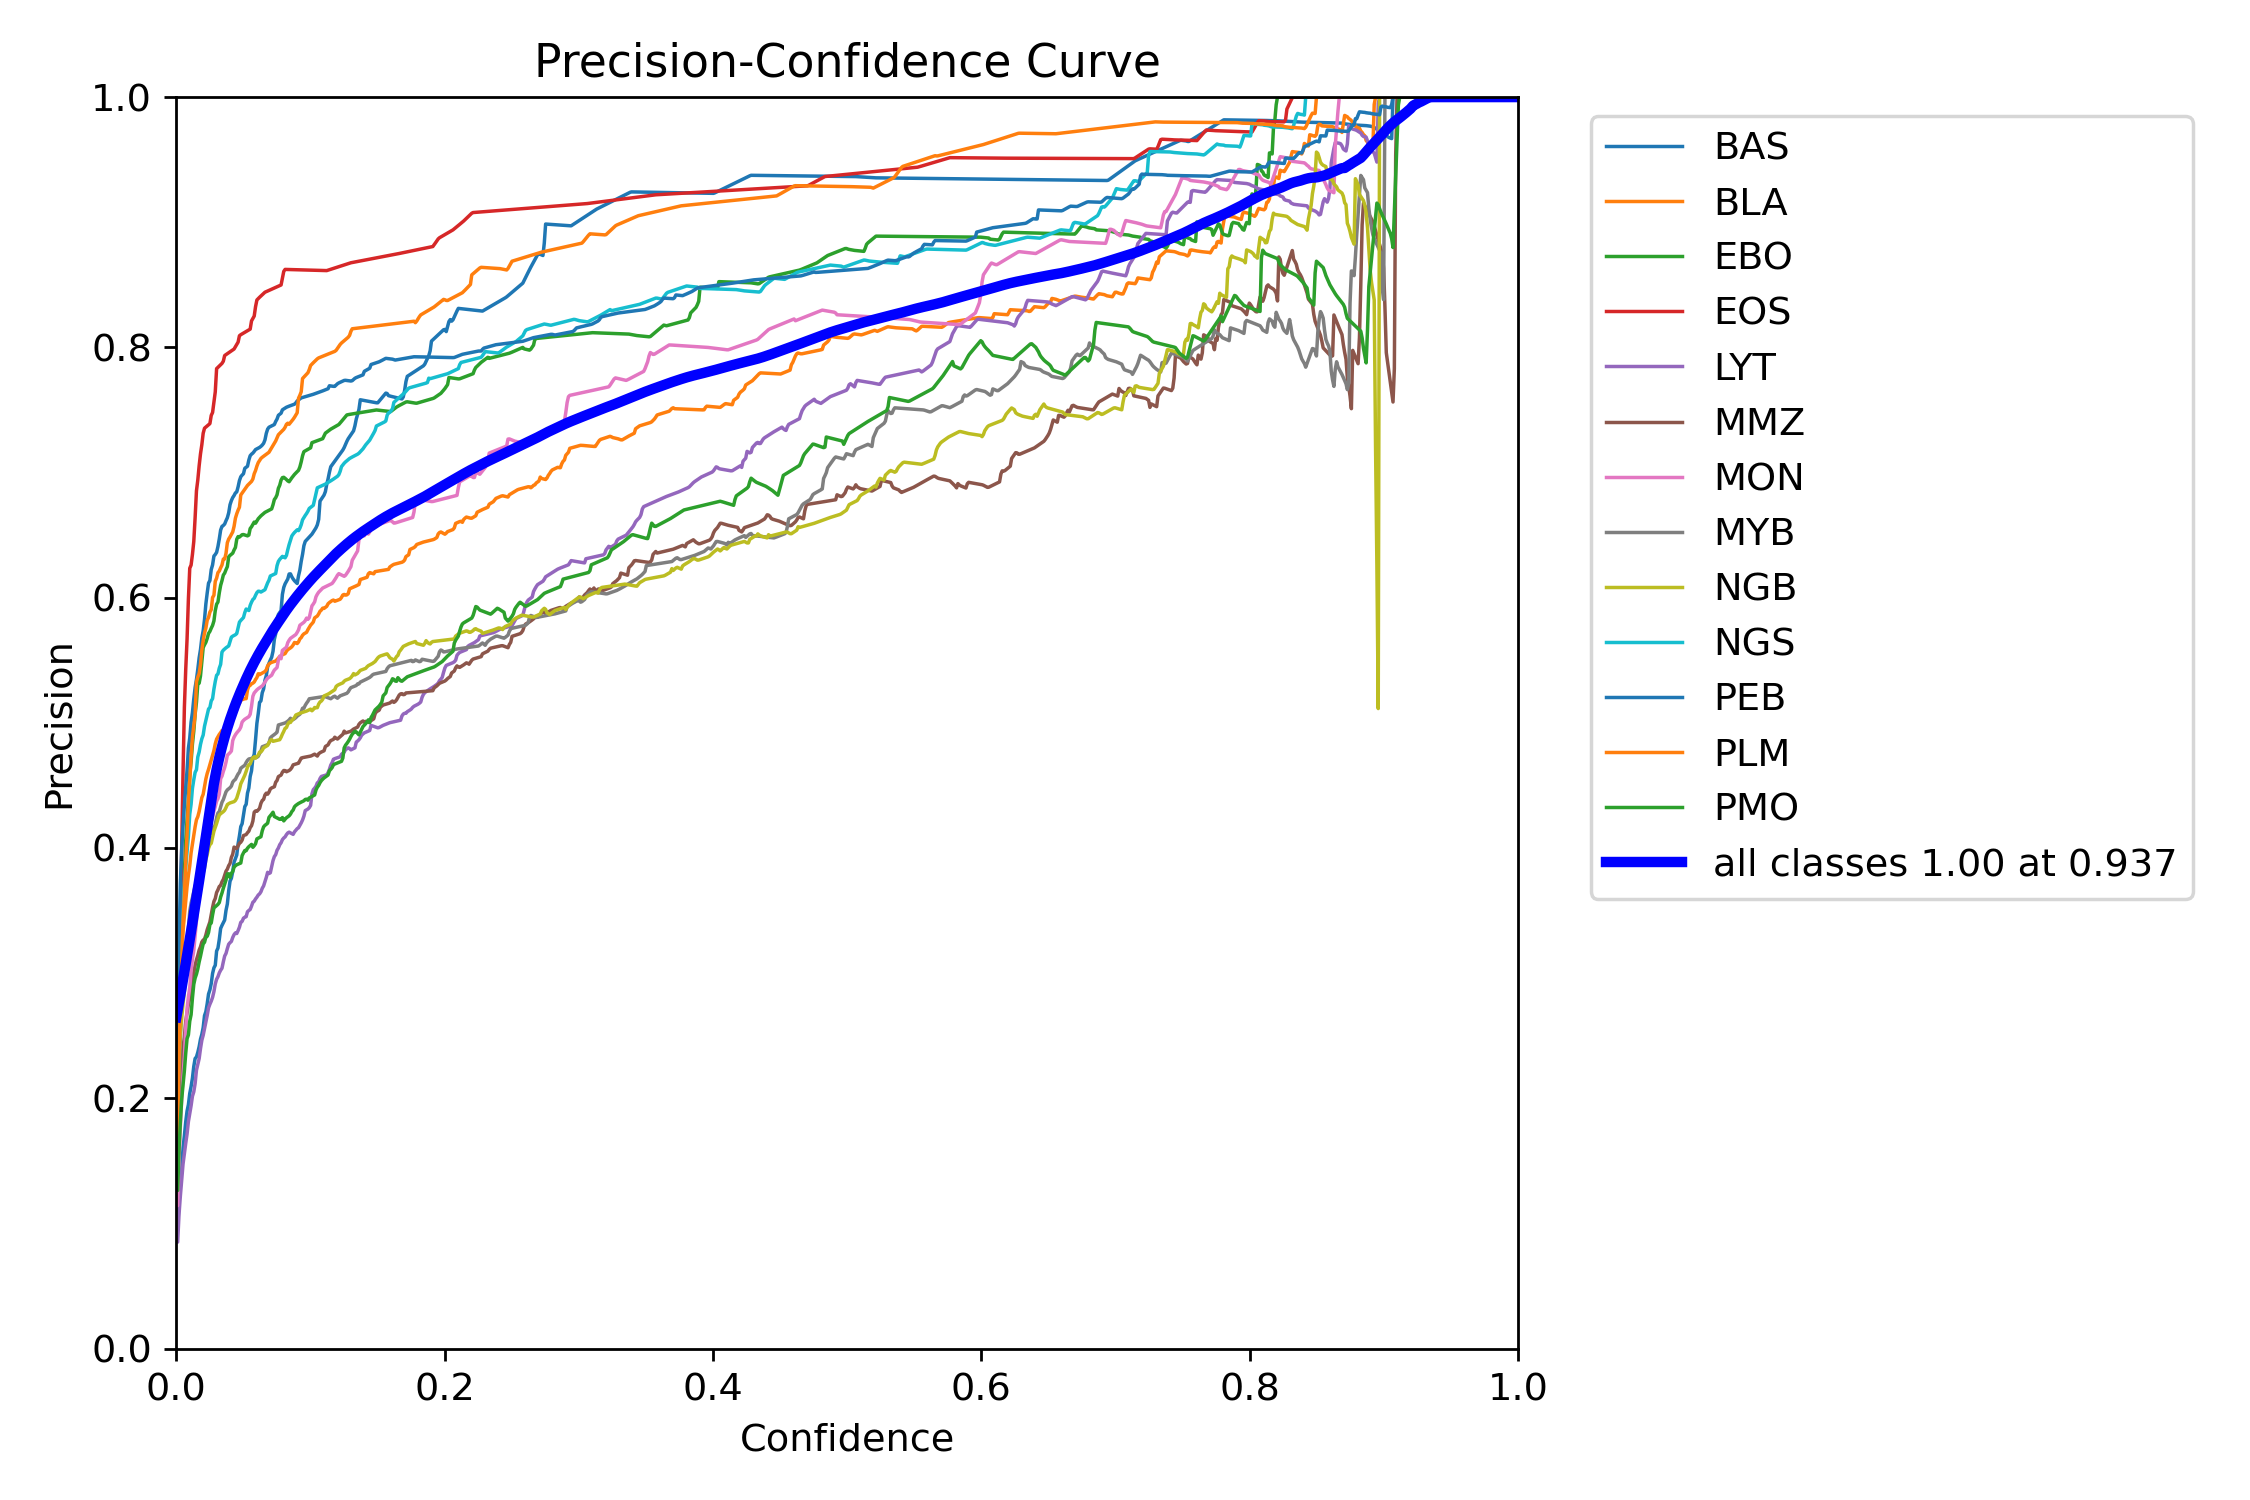 Precision-Confidence Curve
1.0
0.8
0.6
0.4
0.2
0.0
Precision
0.0 0.2 0.4 0.6 0.8 1.0
Confidence
BAS
BLA
EBO
EOS
LYT
MMZ
MON
MYB
NGB
NGS
PEB
PLM
PMO
all classes 1.00 at 0.937